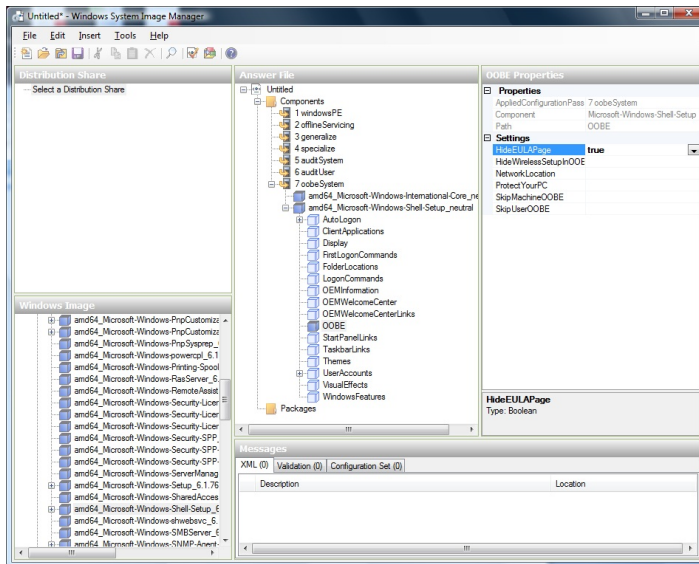 Untitled* - Windows System Image Manager
File Edit Insert Tools Help
Distribution Share
Select a Distribution Share
Windows Image
amd64_Microsoft-Windows-PnpCustomiza
amd64_Microsoft-Windows-PnpCustomiza
amd64_Microsoft-Windows-PnpSysprep_
amd64_Microsoft-Windows-powercpl_6.1
amd64_Microsoft-Windows-Printing-Spool
amd64_Microsoft-Windows-RasServer_6.
amd64_Microsoft-Windows-RemoteAssist
amd64_Microsoft-Windows-Security-Licer
amd64_Microsoft-Windows-Security-Licer
amd64_Microsoft-Windows-Security-SPP_
amd64_Microsoft-Windows-Security-SPP-
amd64_Microsoft-Windows-Security-SPP-
amd64_Microsoft-Windows-ServerManag
amd64_Microsoft-Windows-Setup_6.1.76
amd64_Microsoft-Windows-SharedAcces
amd64_Microsoft-Windows-Shell-Setup_6
amd64_Microsoft-Windows-shwebsvc_6.
amd64_Microsoft-Windows-SMBServer_6
amd64_Microsoft-Windows-SNMP-Agent-
Answer File
Untitled
Components
1 windowsPE
2 offlineServicing
3 generalize
4 specialize
5 auditSystem
6 auditUser
7 oobeSystem
amd64_Microsoft-Windows-International-Core_ne
amd64_Microsoft-Windows-Shell-Setup_neutral
AutoLogon
ClientApplications
Display
FirstLogonCommands
FolderLocations
LogonCommands
OEMInformation
OEMWelcomeCenter
OEMWelcomeCenterLinks
OOBE
StartPanelLinks
TaskbarLinks
Themes
UserAccounts
VisualEffects
WindowsFeatures
Packages
OOBE Properties
Properties
AppliedConfigurationPass 7 oobeSystem
Component Microsoft-Windows-Shell-Setup
Path OOBE
Settings
HideEULAPage true
HideWirelessSetupInOOE
NetworkLocation
ProtectYourPC
SkipMachineOOBE
SkipUserOOBE
HideEULAPage
Type: Boolean
Messages
XML (0) Validation (0) Configuration Set (0)
Description Location